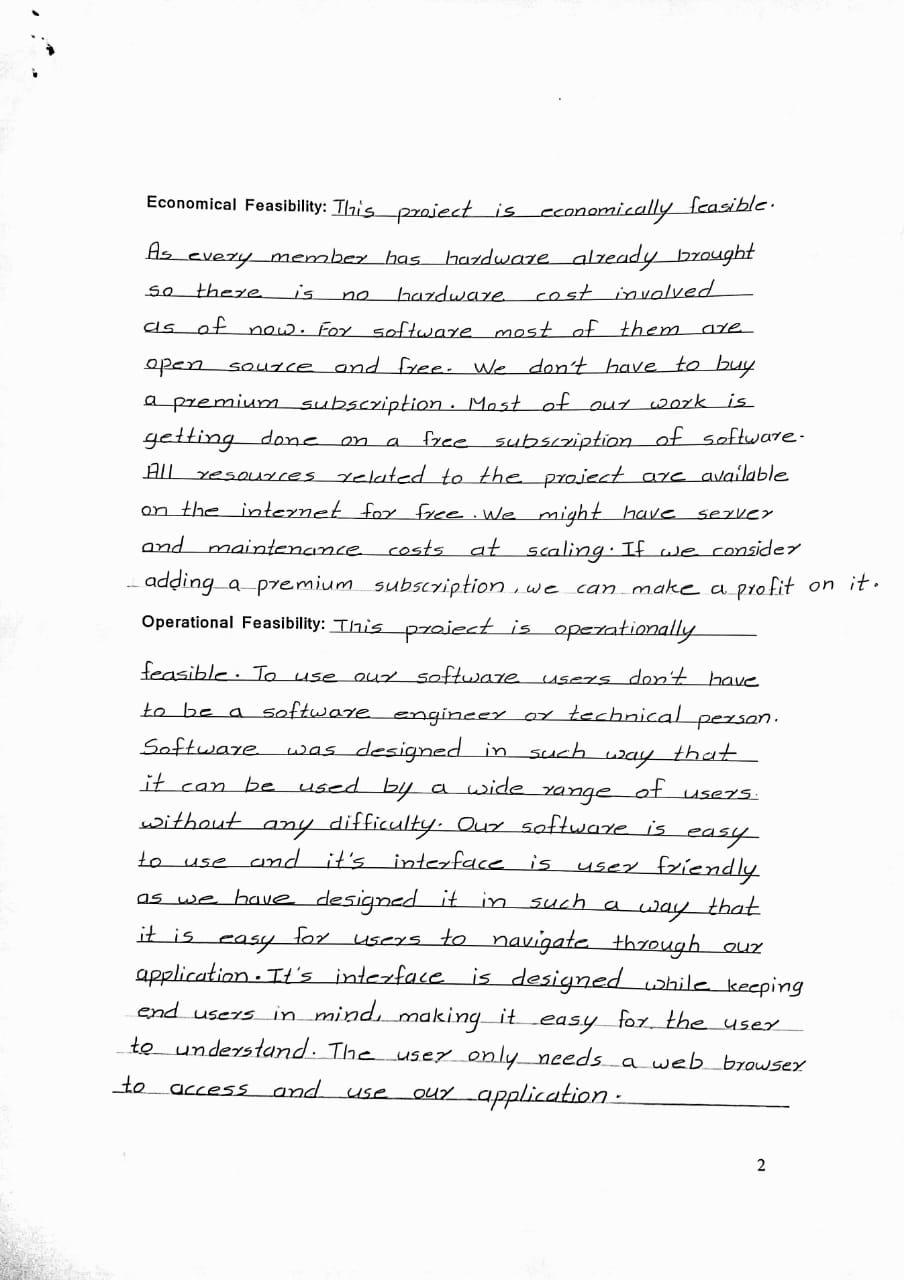 Economical Feasibility: This project is economically feasible.
As every member has hardware already brought
so there is no hardware cost involved
as of now. For software most of them are
open source and free. We don't have to buy
a premium subscription. Most of our work is
getting done on a free subscription of software.
All resources related to the project are available
on the internet for free. We might have server
and maintenance costs at scaling. If we consider
adding a premium subscription, we can make a profit on it.
Operational Feasibility: This project is operationally
feasible. To use our software users don't have
to be a software engineer or technical person.
Software was designed in such way that
it can be used by a wide range of users.
without any difficulty. Our software is easy
to use and it's interface is user friendly
as we have designed it in such a way that
it is easy for users to navigate through our
application. It's interface is designed while keeping
end users in mind, making it easy for the user
to understand. The user only needs a web browser
to access and use our application.
2